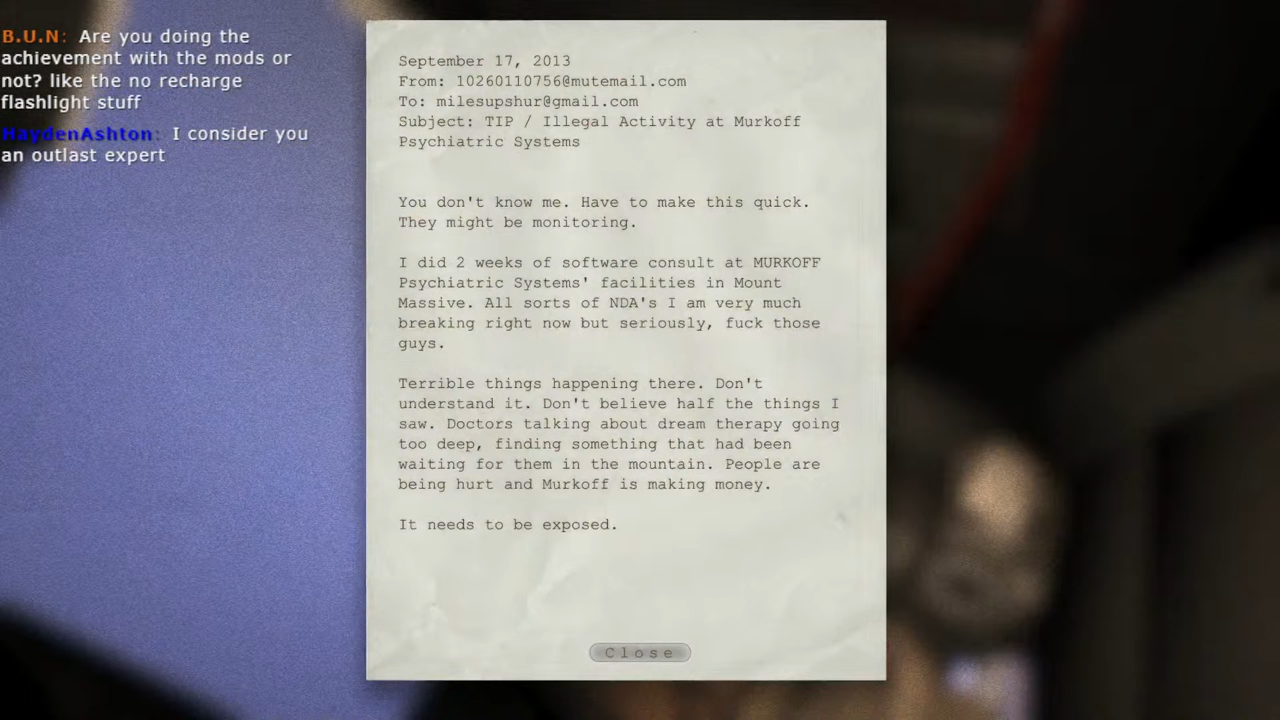 B.U.N: Are you doing the
achievement with the mods or
not? like the no recharge
flashlight stuff
HaydenAshton: I consider you
an outlast expert
September 17, 2013
From: 10260110756@mutemail.com
To: milesupshur@gmail.com
Subject: TIP / Illegal Activity at Murkoff
Psychiatric Systems
You don't know me. Have to make this quick.
They might be monitoring.
I did 2 weeks of software consult at MURKOFF
Psychiatric Systems' facilities in Mount
Massive. All sorts of NDA's I am very much
breaking right now but seriously, fuck those
guys.
Terrible things happening there. Don't
understand it. Don't believe half the things I
saw. Doctors talking about dream therapy going
too deep, finding something that had been
waiting for them in the mountain. People are
being hurt and Murkoff is making money.
It needs to be exposed.
Close